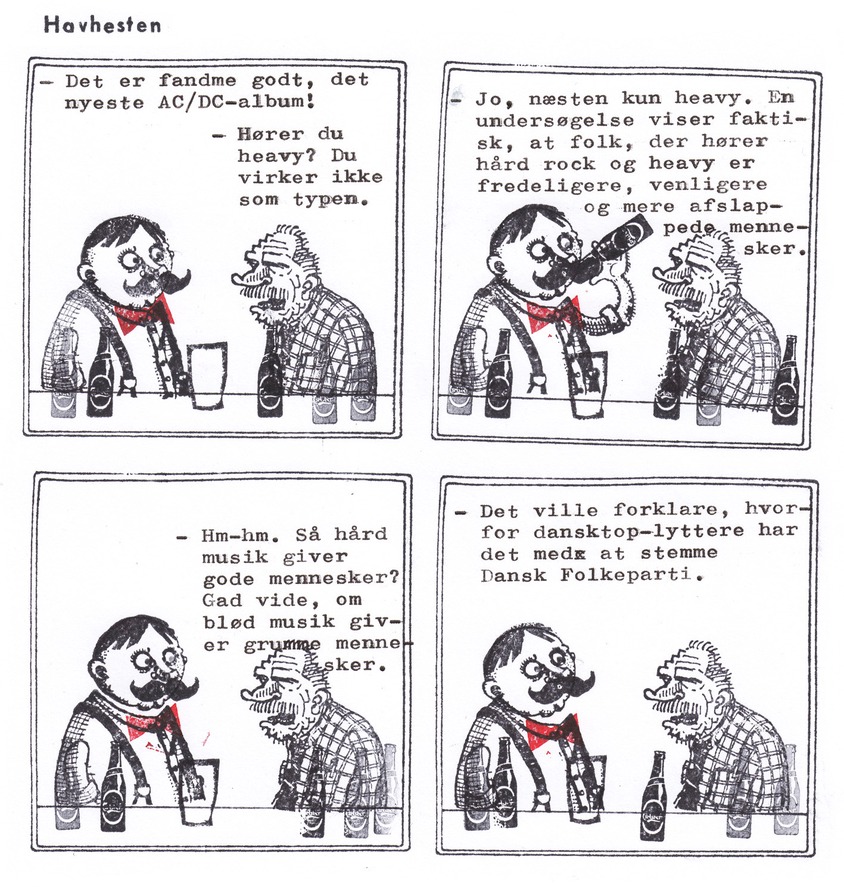 Havhesten
- Det er fandme godt, det
nyeste AC/DC-album!
- Hører du
heavy? Du
virker ikke
som typen.
- Jo, næsten kun heavy. En
undersøgelse viser fakti-
sk, at folk, der hører
hård rock og heavy er
fredeligere, venligere
og mere afslap-
pede menne-
sker.
- Hm-hm. Så hård
musik giver
gode mennesker?
Gad vide, om
blød musik giv-
er grumme menne-
sker.
- Det ville forklare, hvor-
for dansktop-lyttere har
det medx at stemme
Dansk Folkeparti.